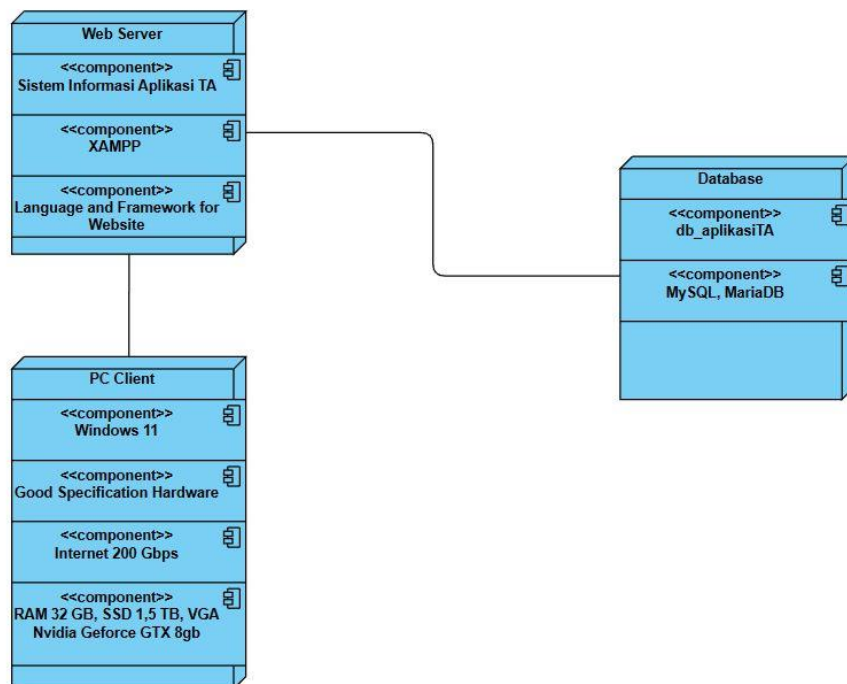 Web Server
<<component>>
Sistem Informasi Aplikasi TA
<<component>>
XAMPP
<<component>>
Language and Framework for
Website
Database
<<component>>
db_aplikasiTA
<<component>>
MySQL, MariaDB
PC Client
<<component>>
Windows 11
<<component>>
Good Specification Hardware
<<component>>
Internet 200 Gbps
<<component>>
RAM 32 GB, SSD 1,5 TB, VGA
Nvidia Geforce GTX 8gb